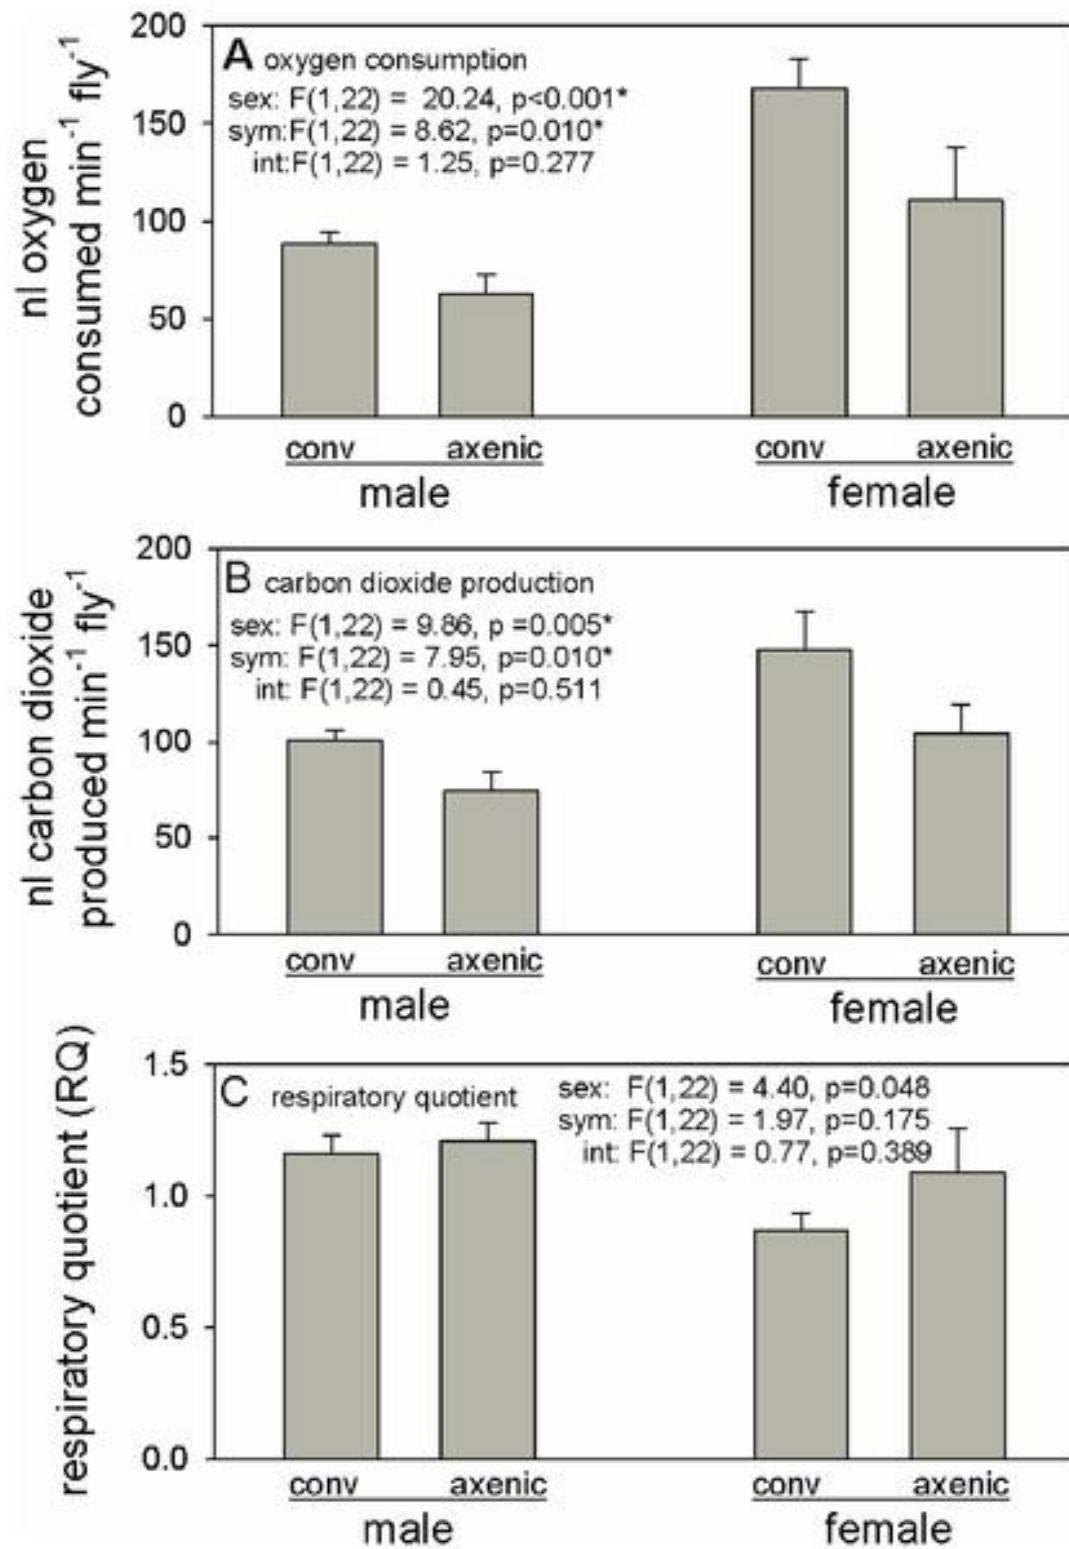 nl oxygen
consumed min⁻¹ fly⁻¹
200
150
100
50
0
A oxygen consumption
sex: F(1,22) = 20.24, p<0.001*
sym:F(1,22) = 8.62, p=0.010*
int:F(1,22) = 1.25, p=0.277
conv axenic conv axenic
male female
nl carbon dioxide
produced min⁻¹ fly⁻¹
200
150
100
50
0
B carbon dioxide production
sex: F(1,22) = 9.86, p =0.005*
sym: F(1,22) = 7.95, p=0.010*
int: F(1,22) = 0.45, p=0.511
conv axenic conv axenic
male female
respiratory quotient (RQ)
1.5
1.0
0.5
0.0
C respiratory quotient
sex: F(1,22) = 4.40, p=0.048
sym: F(1,22) = 1.97, p=0.175
int: F(1,22) = 0.77, p=0.389
conv axenic conv axenic
male female